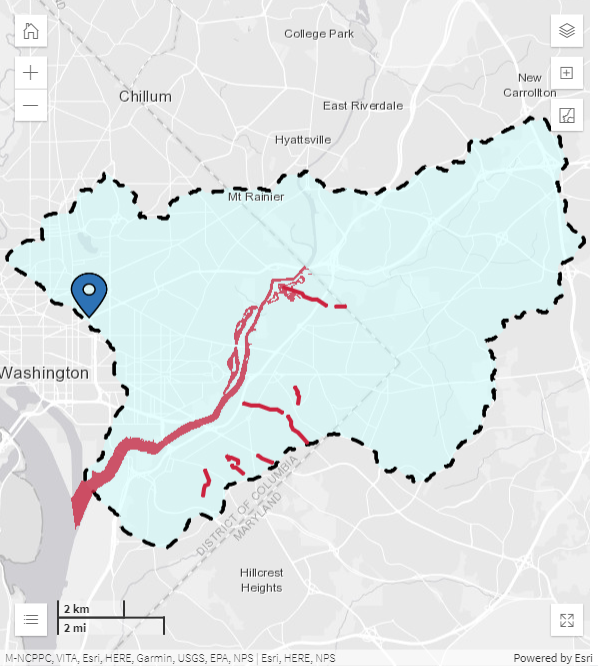 College Park
New
Carrollton
Chillum
East Riverdale
Hyattsville
Mt Rainier
Washington
DISTRICT OF COLUMBIA
MARYLAND
Hillcrest
Heights
2 km
2 mi
M-NCPPC, VITA, Esri, HERE, Garmin, USGS, EPA, NPS | Esri, HERE, NPS
Powered by Esri